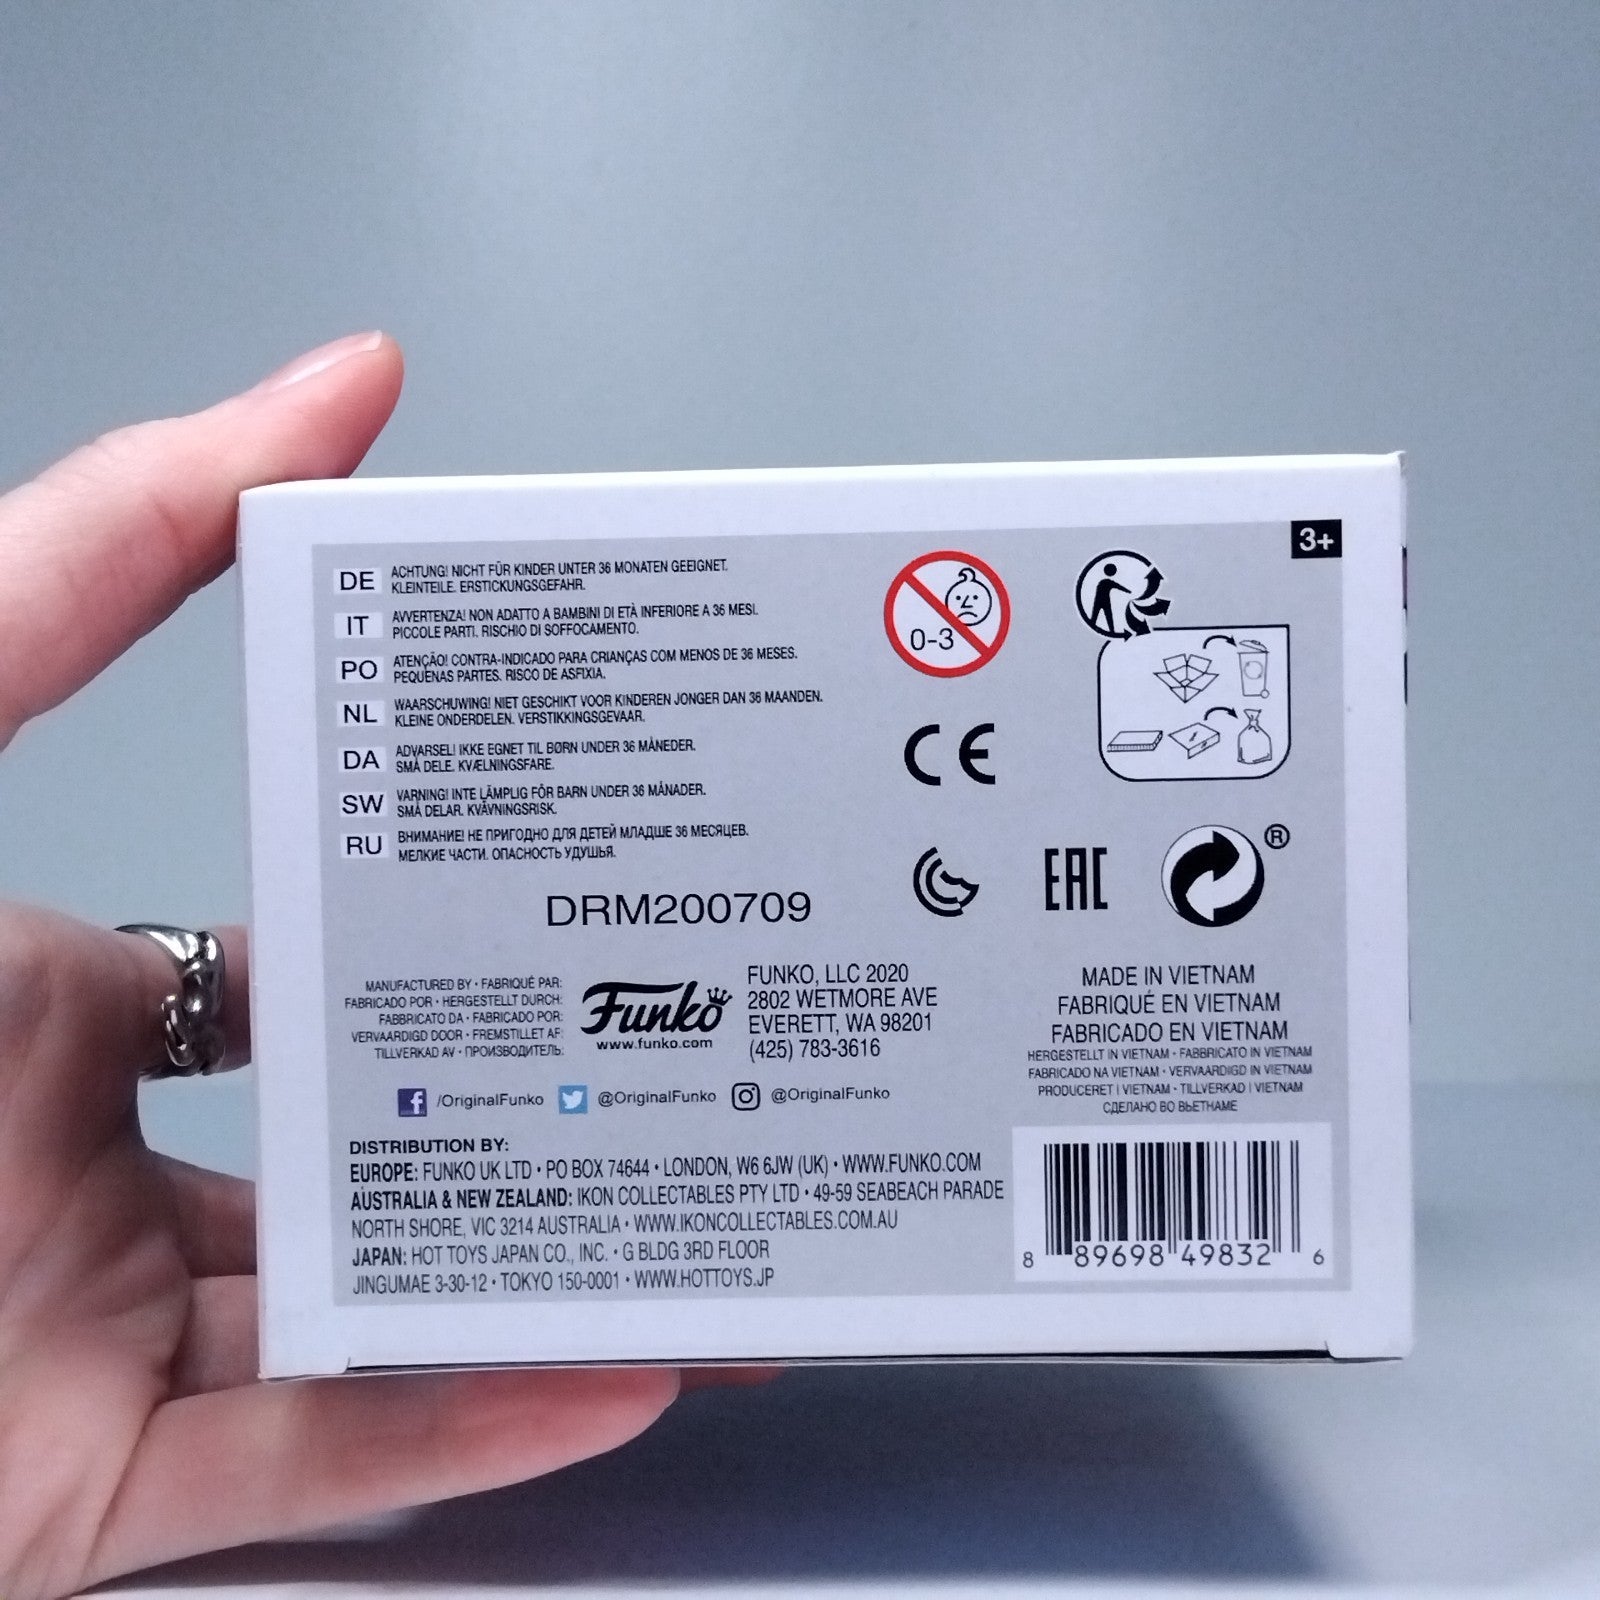 3+
DE ACHTUNG! NICHT FÜR KINDER UNTER 36 MONATEN GEEIGNET.
KLEINTEILE. ERSTICKUNGSGEFAHR.
IT AVVERTENZA! NON ADATTO A BAMBINI DI ETÀ INFERIORE A 36 MESI.
PICCOLE PARTI. RISCHIO DI SOFFOCAMENTO.
PO ATENÇÃO! CONTRA-INDICADO PARA CRIANÇAS COM MENOS DE 36 MESES.
PEQUENAS PARTES. RISCO DE ASFIXIA.
NL WAARSCHUWING! NIET GESCHIKT VOOR KINDEREN JONGER DAN 36 MAANDEN.
KLEINE ONDERDELEN. VERSTIKKINGSGEVAAR.
DA ADVARSEL! IKKE EGNET TIL BØRN UNDER 36 MÅNEDER.
SMÅ DELE. KVÆLNINGSFARE.
SW VARNING! INTE LÄMPLIG FÖR BARN UNDER 36 MÅNADER.
SMÅ DELAR. KVÄVNINGSRISK.
RU ВНИМАНИЕ! НЕ ПРИГОДНО ДЛЯ ДЕТЕЙ МЛАДШЕ 36 МЕСЯЦЕВ.
МЕЛКИЕ ЧАСТИ. ОПАСНОСТЬ УДУШЬЯ.
0-3
CE
EAC
®
DRM200709
MANUFACTURED BY • FABRIQUÉ PAR:
FABRICADO POR • HERGESTELLT DURCH:
FABBRICATO DA • FABRICADO POR:
VERVAARDIGD DOOR • FREMSTILLET AF:
TILLVERKAD AV • ПРОИЗВОДИТЕЛЬ:
Funko
www.funko.com
FUNKO, LLC 2020
2802 WETMORE AVE
EVERETT, WA 98201
(425) 783-3616
MADE IN VIETNAM
FABRIQUÉ EN VIETNAM
FABRICADO EN VIETNAM
HERGESTELLT IN VIETNAM • FABBRICATO IN VIETNAM
FABRICADO NA VIETNAM • VERVAARDIGD IN VIETNAM
PRODUCERET I VIETNAM • TILLVERKAD I VIETNAM
СДЕЛАНО ВО ВЬЕТНАМЕ
/OriginalFunko @OriginalFunko @OriginalFunko
DISTRIBUTION BY:
EUROPE: FUNKO UK LTD • PO BOX 74644 • LONDON, W6 6JW (UK) • WWW.FUNKO.COM
AUSTRALIA & NEW ZEALAND: IKON COLLECTABLES PTY LTD • 49-59 SEABEACH PARADE
NORTH SHORE, VIC 3214 AUSTRALIA • WWW.IKONCOLLECTABLES.COM.AU
JAPAN: HOT TOYS JAPAN CO., INC. • G BLDG 3RD FLOOR
JINGUMAE 3-30-12 • TOKYO 150-0001 • WWW.HOTTOYS.JP
8 89698 49832 6